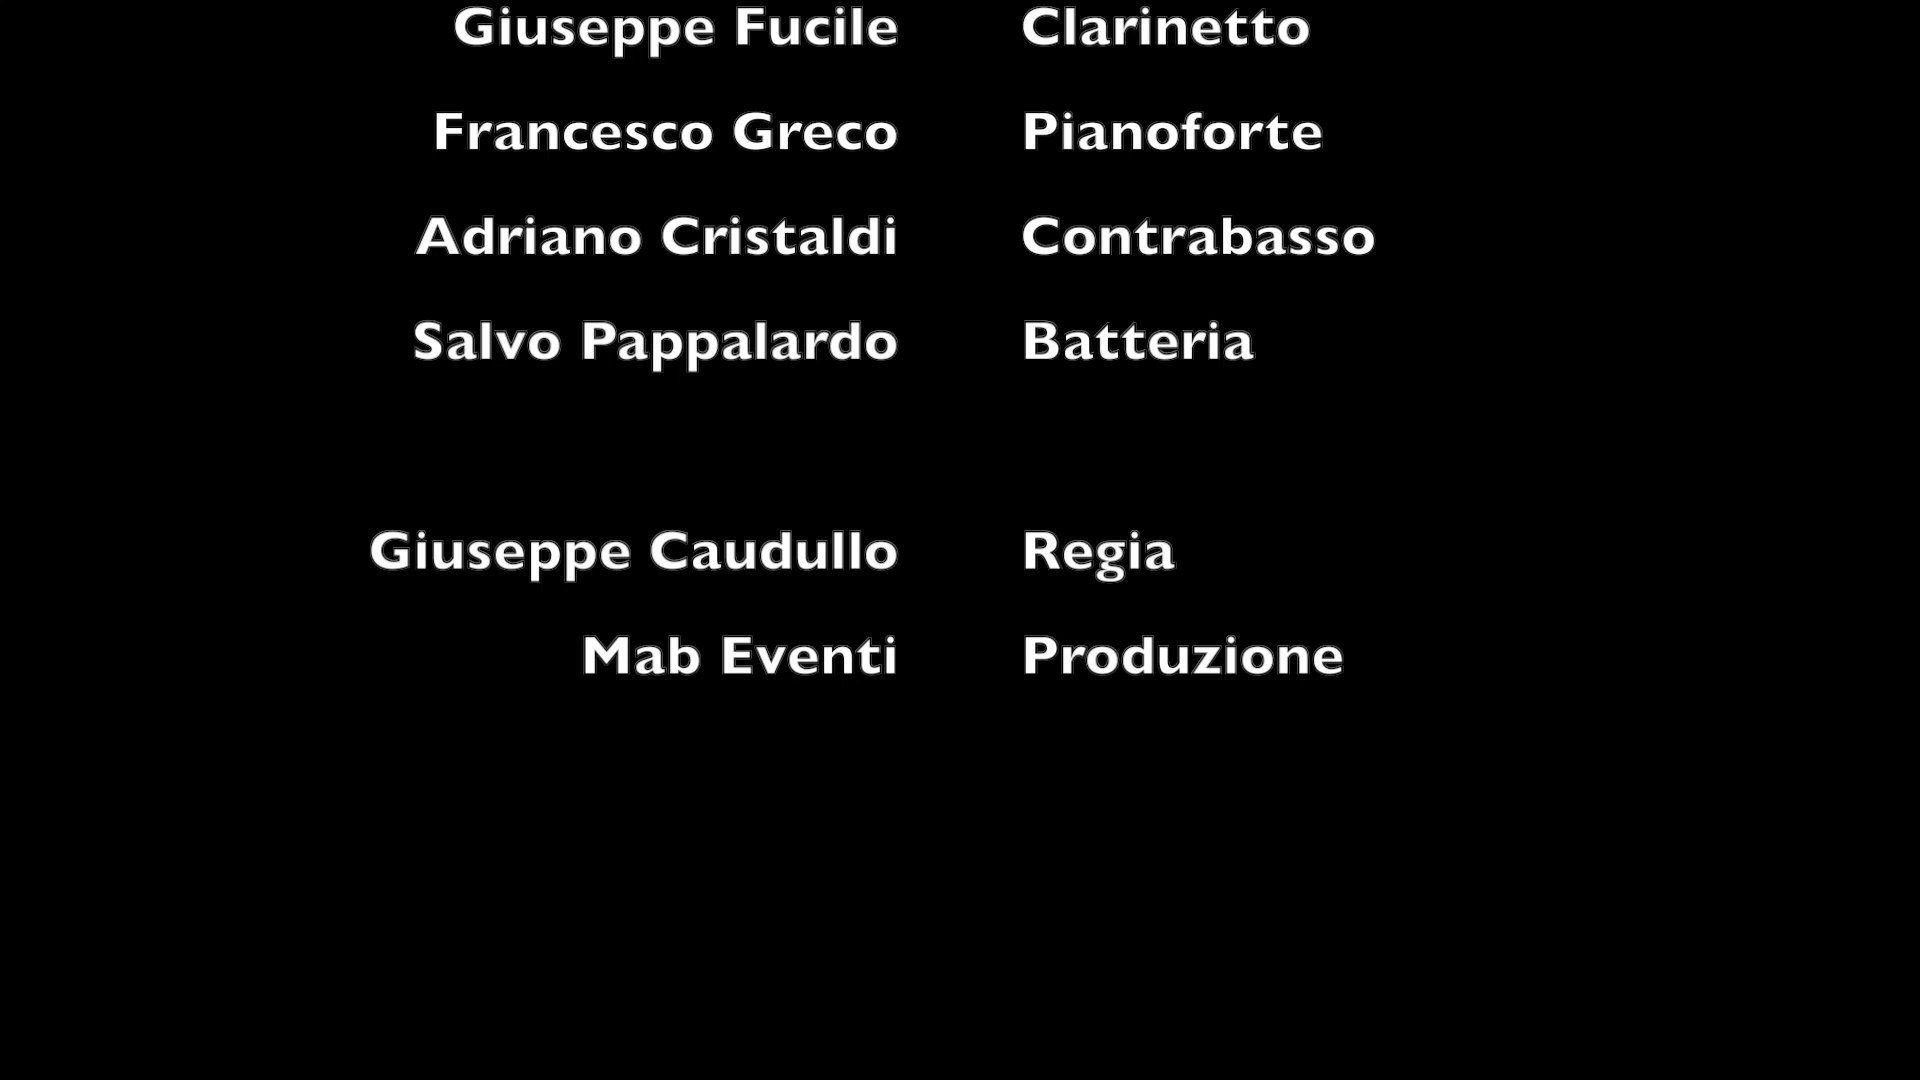 Giuseppe Fucile Clarinetto
Francesco Greco Pianoforte
Adriano Cristaldi Contrabasso
Salvo Pappalardo Batteria
Giuseppe Caudullo Regia
Mab Eventi Produzione